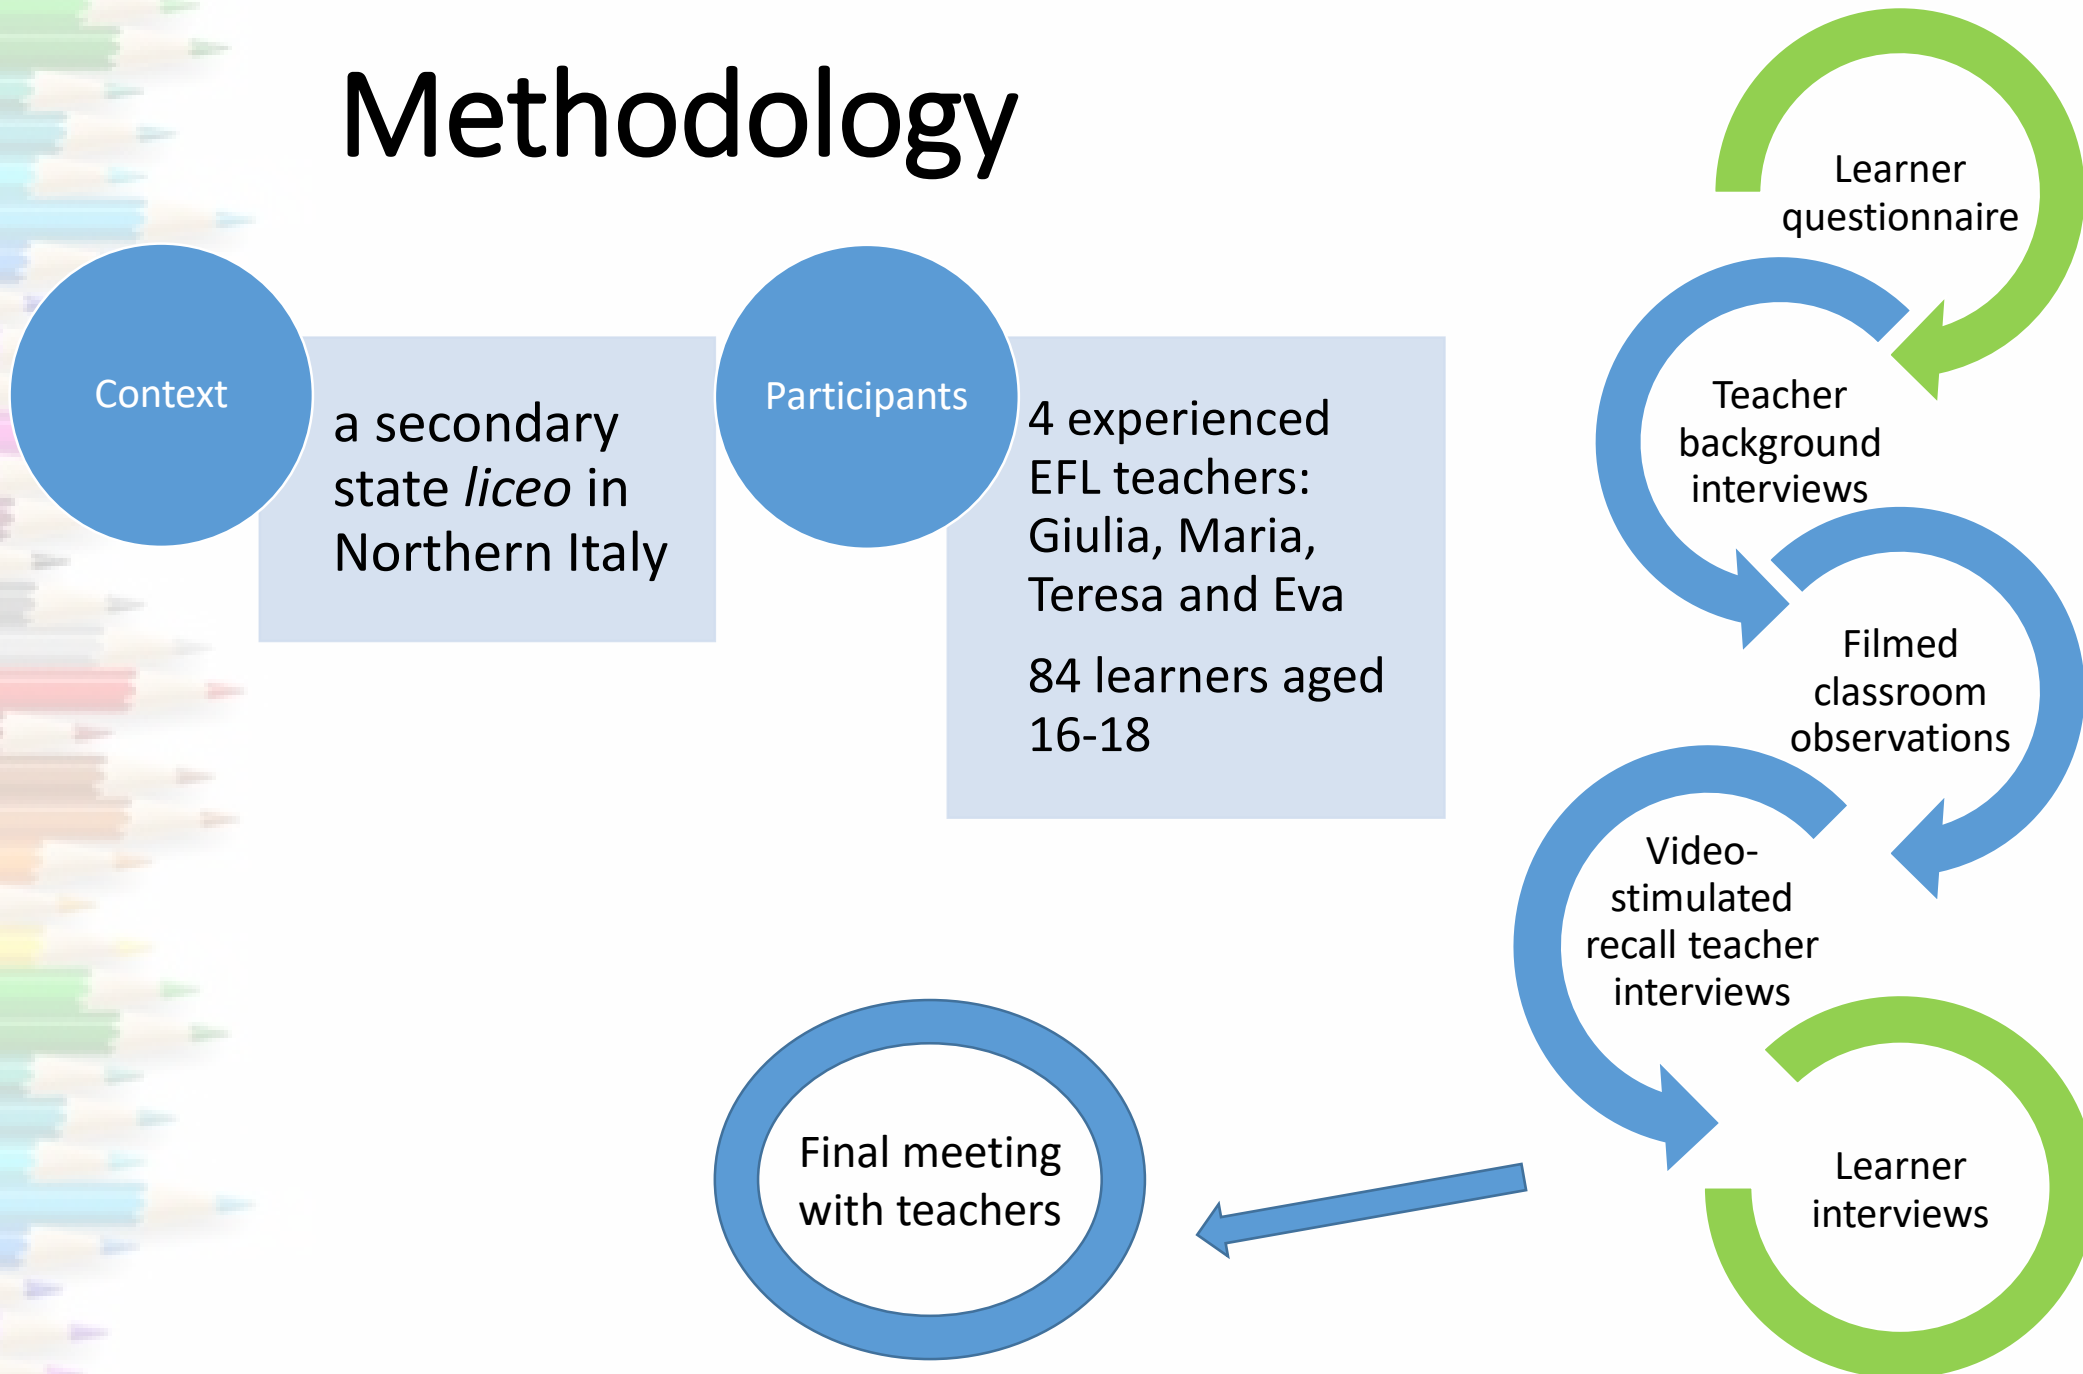 Methodology
Context
a secondary
state liceo in
Northern Italy
Participants
4 experienced
EFL teachers:
Giulia, Maria,
Teresa and Eva
84 learners aged
16-18
Learner
questionnaire
Teacher
background
interviews
Filmed
classroom
observations
Video-
stimulated
recall teacher
interviews
Learner
interviews
Final meeting
with teachers